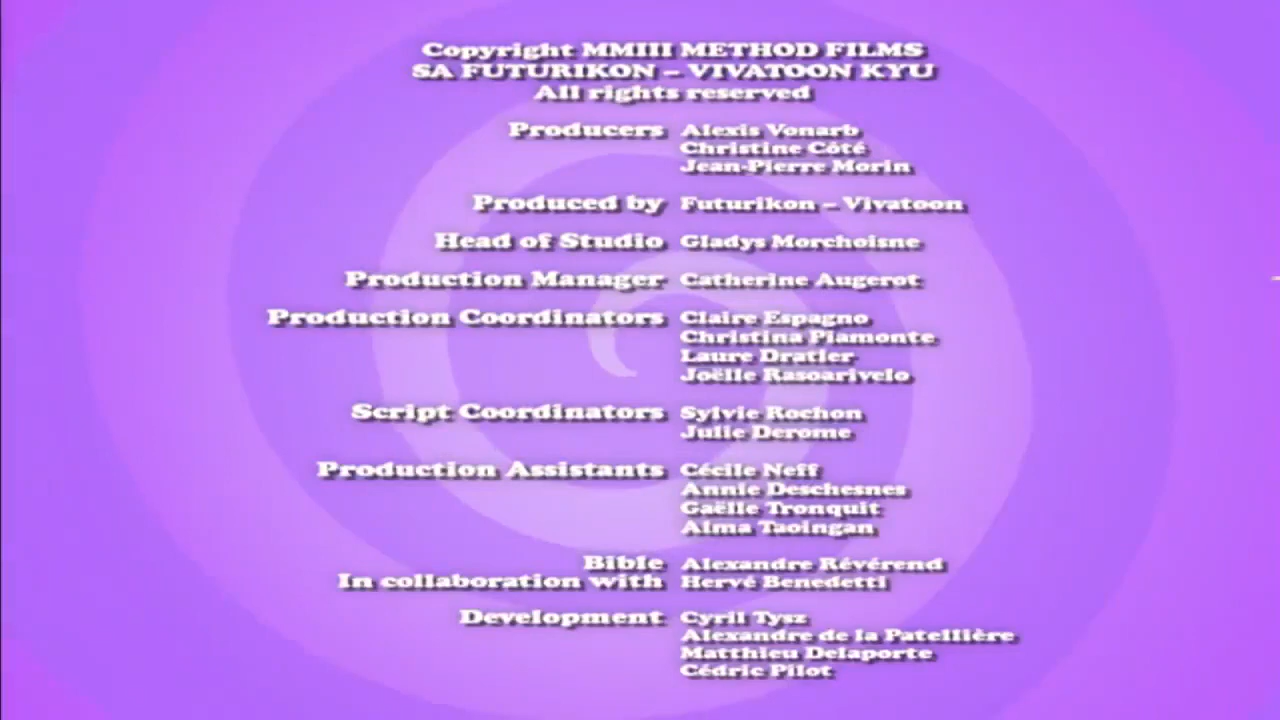 Copyright MMIII METHOD FILMS
SA FUTURIKON – VIVATOON KYU
All rights reserved
Producers Alexis Vonarb
Christine Côté
Jean-Pierre Morin
Produced by Futurikon – Vivatoon
Head of Studio Gladys Morchoisne
Production Manager Catherine Augerot
Production Coordinators Claire Espagno
Christina Piamonte
Laure Dratler
Joëlle Rasoarivelo
Script Coordinators Sylvie Rochon
Julie Derome
Production Assistants Cécile Neff
Annie Deschesnes
Gaëlle Tronquit
Alma Taoingan
Bible Alexandre Révérend
In collaboration with Hervé Benedetti
Development Cyril Tysz
Alexandre de la Patellière
Matthieu Delaporte
Cédric Pilot